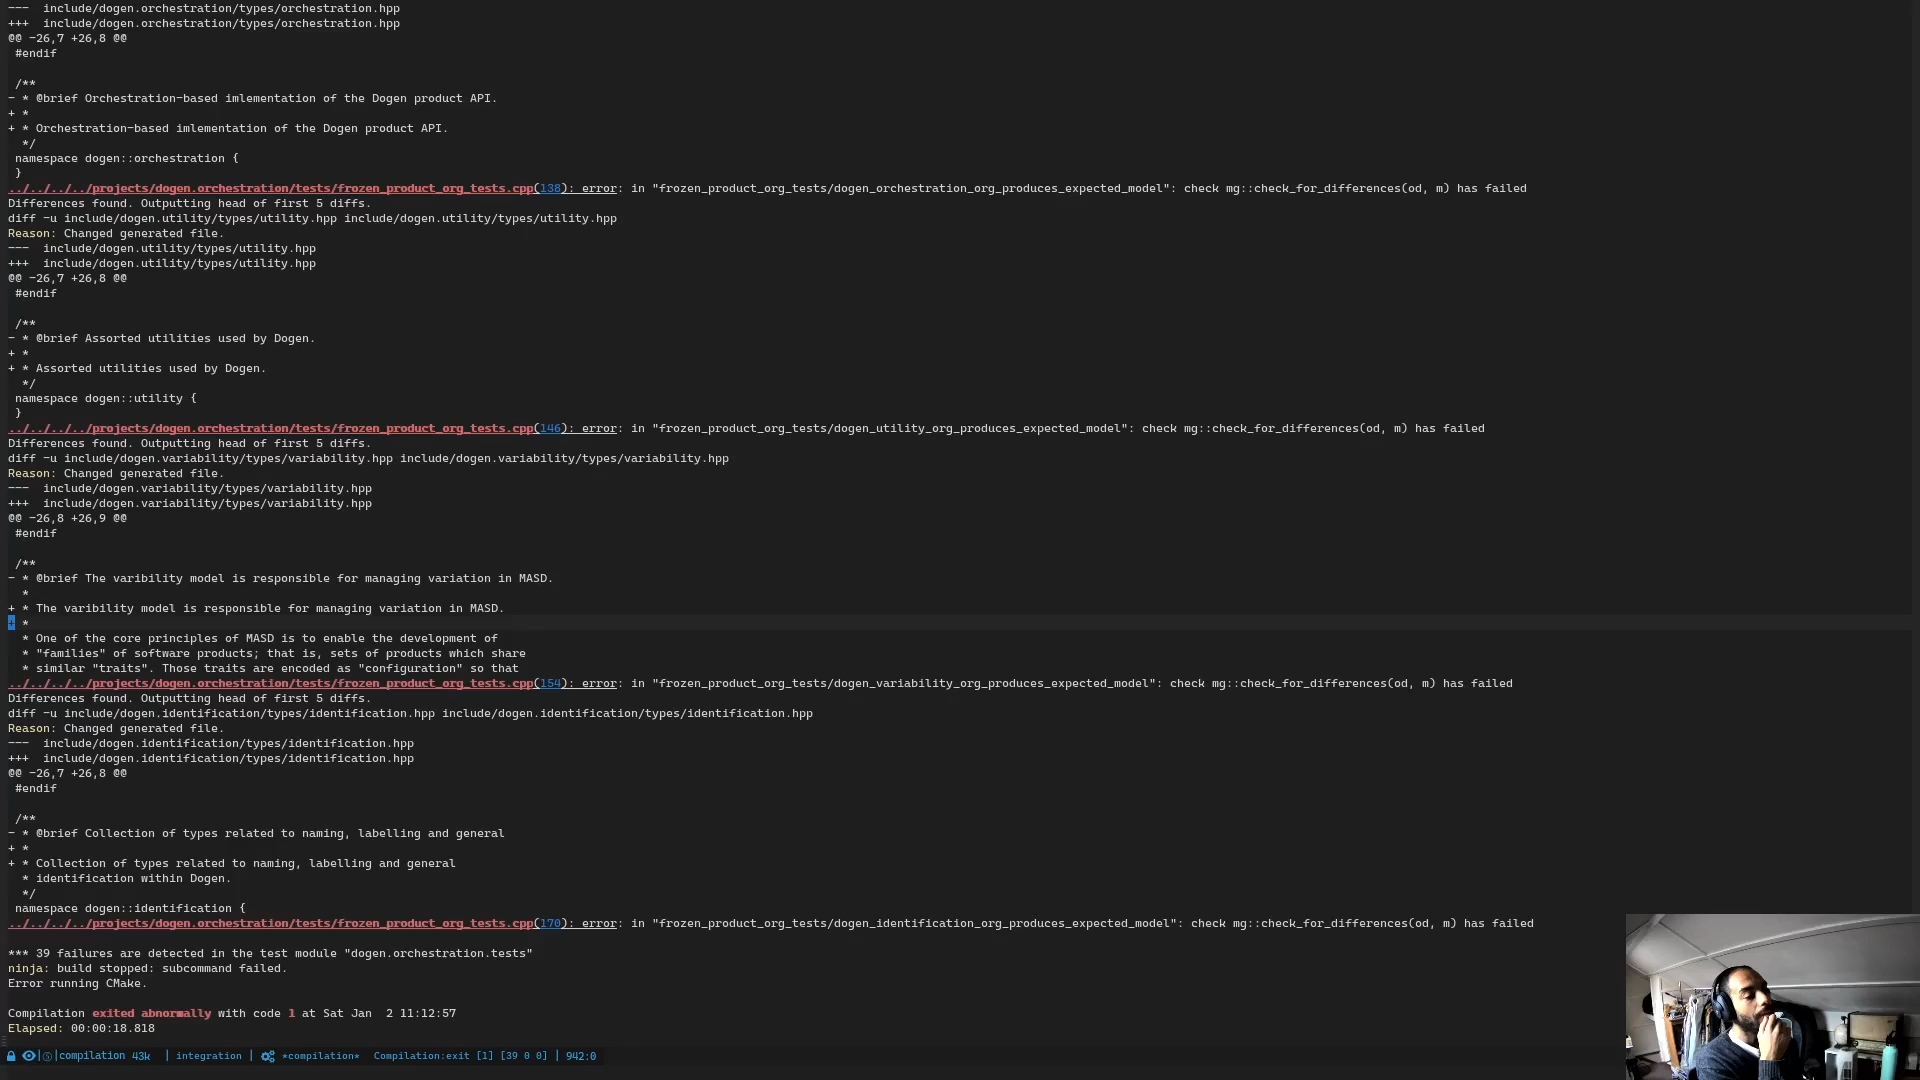 ---  include/dogen.orchestration/types/orchestration.hpp
+++  include/dogen.orchestration/types/orchestration.hpp
@@ -26,7 +26,8 @@
 #endif
 /**
- * @brief Orchestration-based imlementation of the Dogen product API.
+ *
+ * Orchestration-based imlementation of the Dogen product API.
  */
 namespace dogen::orchestration {
 }
../../../../projects/dogen.orchestration/tests/frozen_product_org_tests.cpp(138): error: in "frozen_product_org_tests/dogen_orchestration_org_produces_expected_model": check mg::check_for_differences(od, m) has failed
Differences found. Outputting head of first 5 diffs.
diff -u include/dogen.utility/types/utility.hpp include/dogen.utility/types/utility.hpp
Reason: Changed generated file.
---  include/dogen.utility/types/utility.hpp
+++  include/dogen.utility/types/utility.hpp
@@ -26,7 +26,8 @@
 #endif
 /**
- * @brief Assorted utilities used by Dogen.
+ *
+ * Assorted utilities used by Dogen.
  */
 namespace dogen::utility {
 }
../../../../projects/dogen.orchestration/tests/frozen_product_org_tests.cpp(146): error: in "frozen_product_org_tests/dogen_utility_org_produces_expected_model": check mg::check_for_differences(od, m) has failed
Differences found. Outputting head of first 5 diffs.
diff -u include/dogen.variability/types/variability.hpp include/dogen.variability/types/variability.hpp
Reason: Changed generated file.
---  include/dogen.variability/types/variability.hpp
+++  include/dogen.variability/types/variability.hpp
@@ -26,8 +26,9 @@
 #endif
 /**
- * @brief The varibility model is responsible for managing variation in MASD.
  *
+ * The varibility model is responsible for managing variation in MASD.
+ *
  * One of the core principles of MASD is to enable the development of
  * "families" of software products; that is, sets of products which share
  * similar "traits". Those traits are encoded as "configuration" so that
../../../../projects/dogen.orchestration/tests/frozen_product_org_tests.cpp(154): error: in "frozen_product_org_tests/dogen_variability_org_produces_expected_model": check mg::check_for_differences(od, m) has failed
Differences found. Outputting head of first 5 diffs.
diff -u include/dogen.identification/types/identification.hpp include/dogen.identification/types/identification.hpp
Reason: Changed generated file.
---  include/dogen.identification/types/identification.hpp
+++  include/dogen.identification/types/identification.hpp
@@ -26,7 +26,8 @@
 #endif
 /**
- * @brief Collection of types related to naming, labelling and general
+ *
+ * Collection of types related to naming, labelling and general
  * identification within Dogen.
  */
 namespace dogen::identification {
../../../../projects/dogen.orchestration/tests/frozen_product_org_tests.cpp(170): error: in "frozen_product_org_tests/dogen_identification_org_produces_expected_model": check mg::check_for_differences(od, m) has failed
*** 39 failures are detected in the test module "dogen.orchestration.tests"
ninja: build stopped: subcommand failed.
Error running CMake.
Compilation exited abnormally with code 1 at Sat Jan  2 11:12:57
Elapsed: 00:00:18.818
|Ⓢ|compilation 43k | integration | *compilation* Compilation:exit [1] [39 0 0] | 942:0